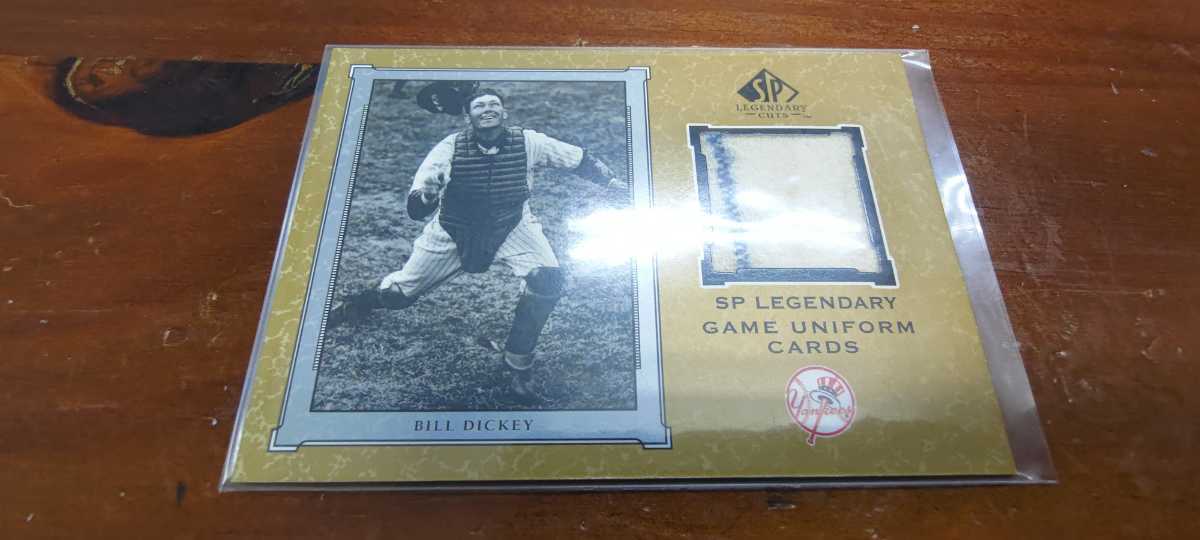 SP
LEGENDARY
CUTS
SP LEGENDARY
GAME UNIFORM
CARDS
Yankees
BILL DICKEY